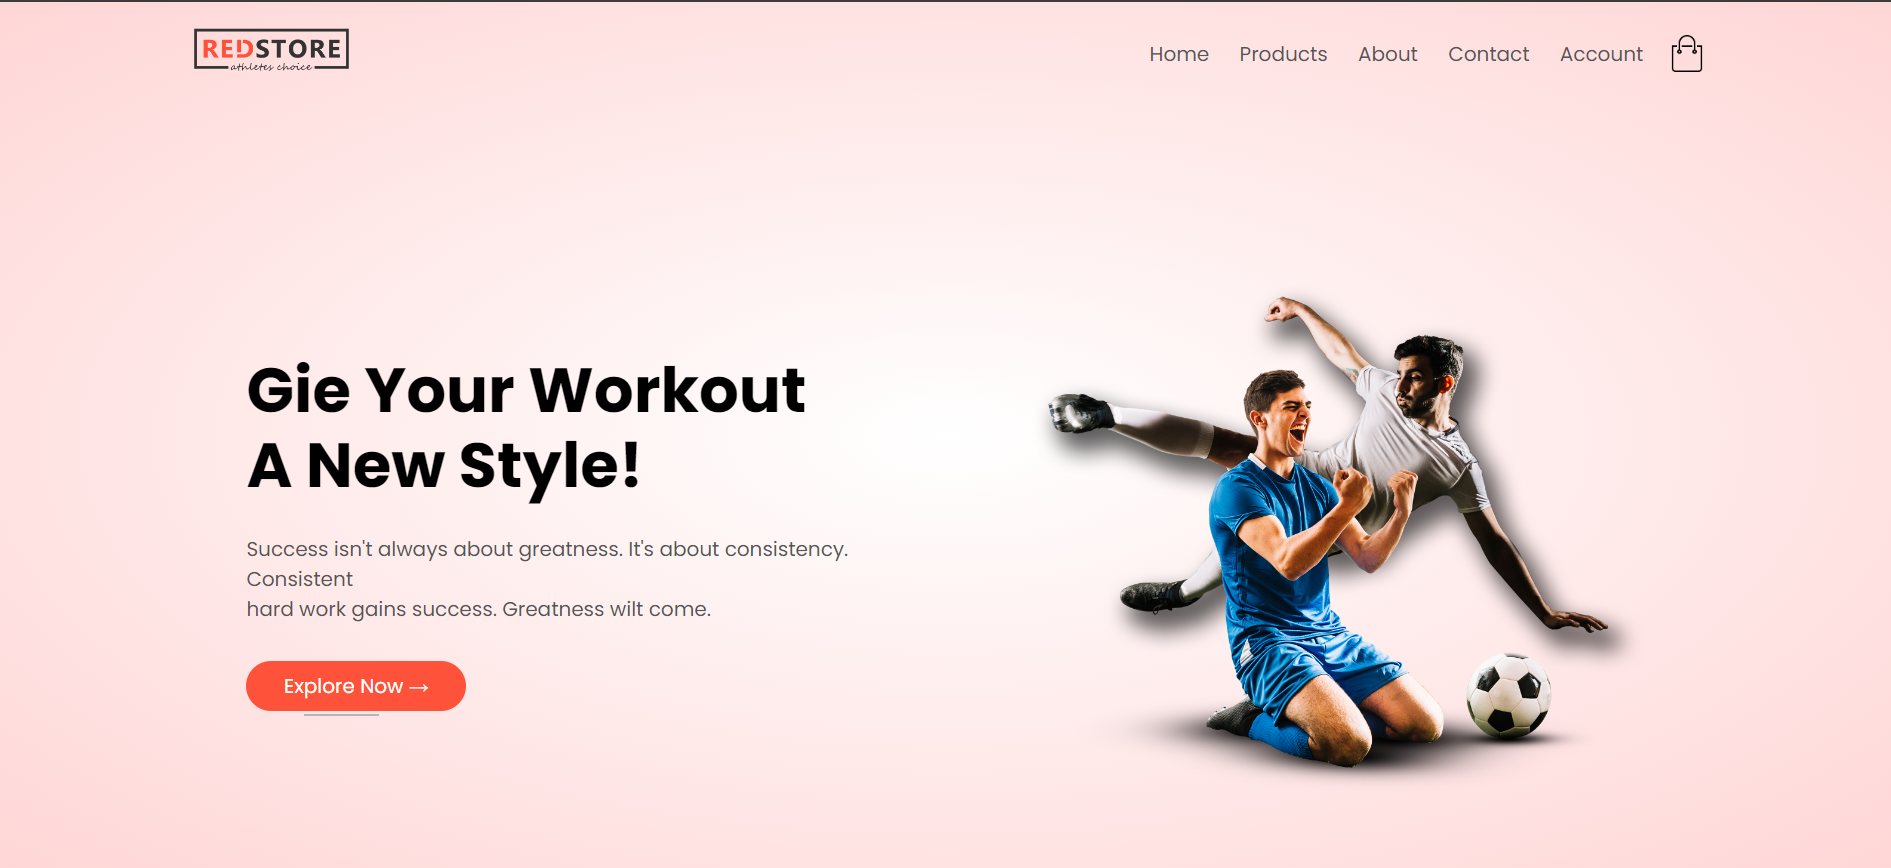 REDSTORE
athletes choice
Home Products About Contact Account
Gie Your Workout
A New Style!
Success isn't always about greatness. It's about consistency.
Consistent
hard work gains success. Greatness wilt come.
Explore Now →